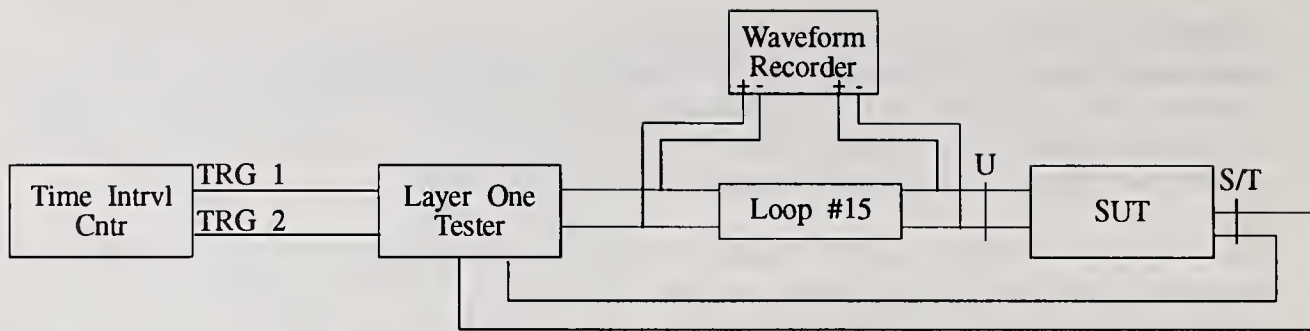 Waveform
Recorder
+ - + -
Time Intrvl
Cntr
TRG 1
TRG 2
Layer One
Tester
Loop #15
U
SUT
S/T